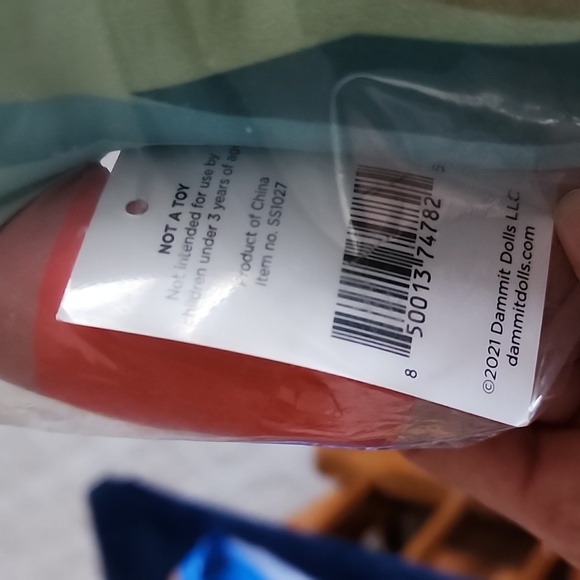 NOT A TOY
Not intended for use by
children under 3 years of age
Product of China
Item no. SS1027
8 50013 74782 5
©2021 Dammit Dolls LLC
dammitdolls.com